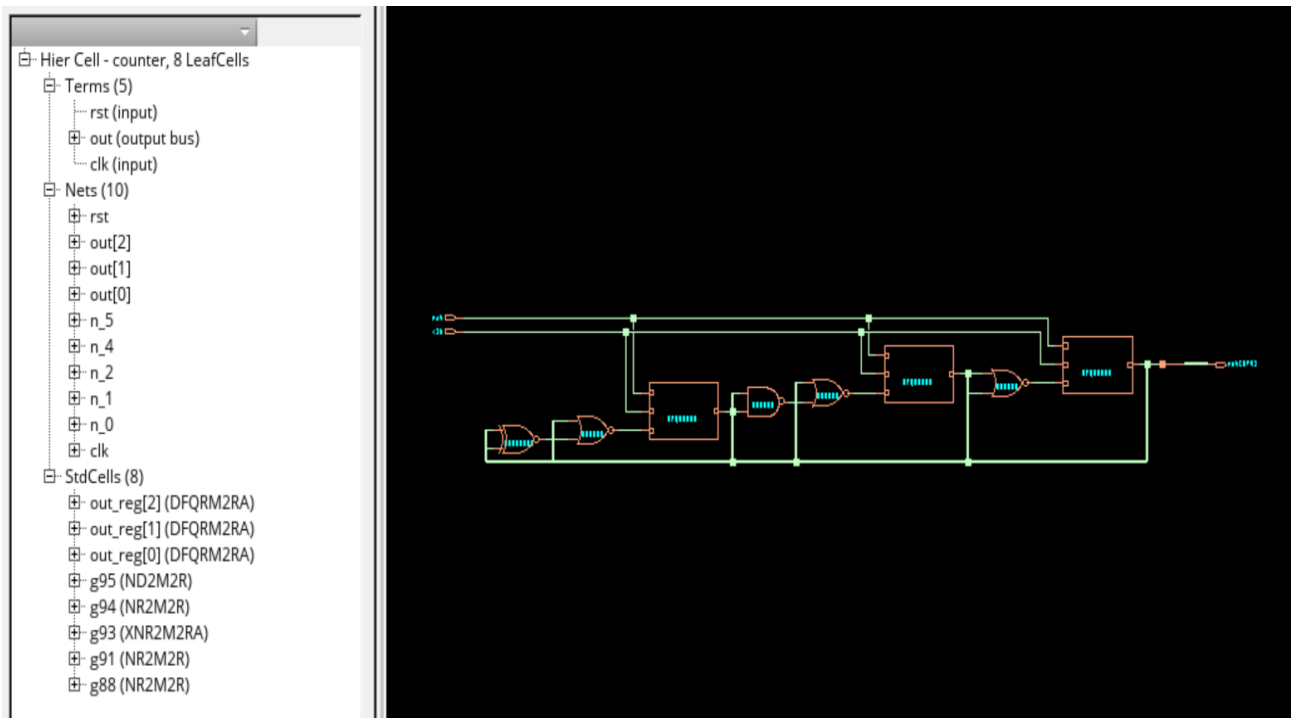 Hier Cell - counter, 8 LeafCells
Terms (5)
rst (input)
out (output bus)
clk (input)
Nets (10)
rst
out[2]
out[1]
out[0]
n_5
n_4
n_2
n_1
n_0
clk
StdCells (8)
out_reg[2] (DFQRM2RA)
out_reg[1] (DFQRM2RA)
out_reg[0] (DFQRM2RA)
g95 (ND2M2R)
g94 (NR2M2R)
g93 (XNR2M2RA)
g91 (NR2M2R)
g88 (NR2M2R)